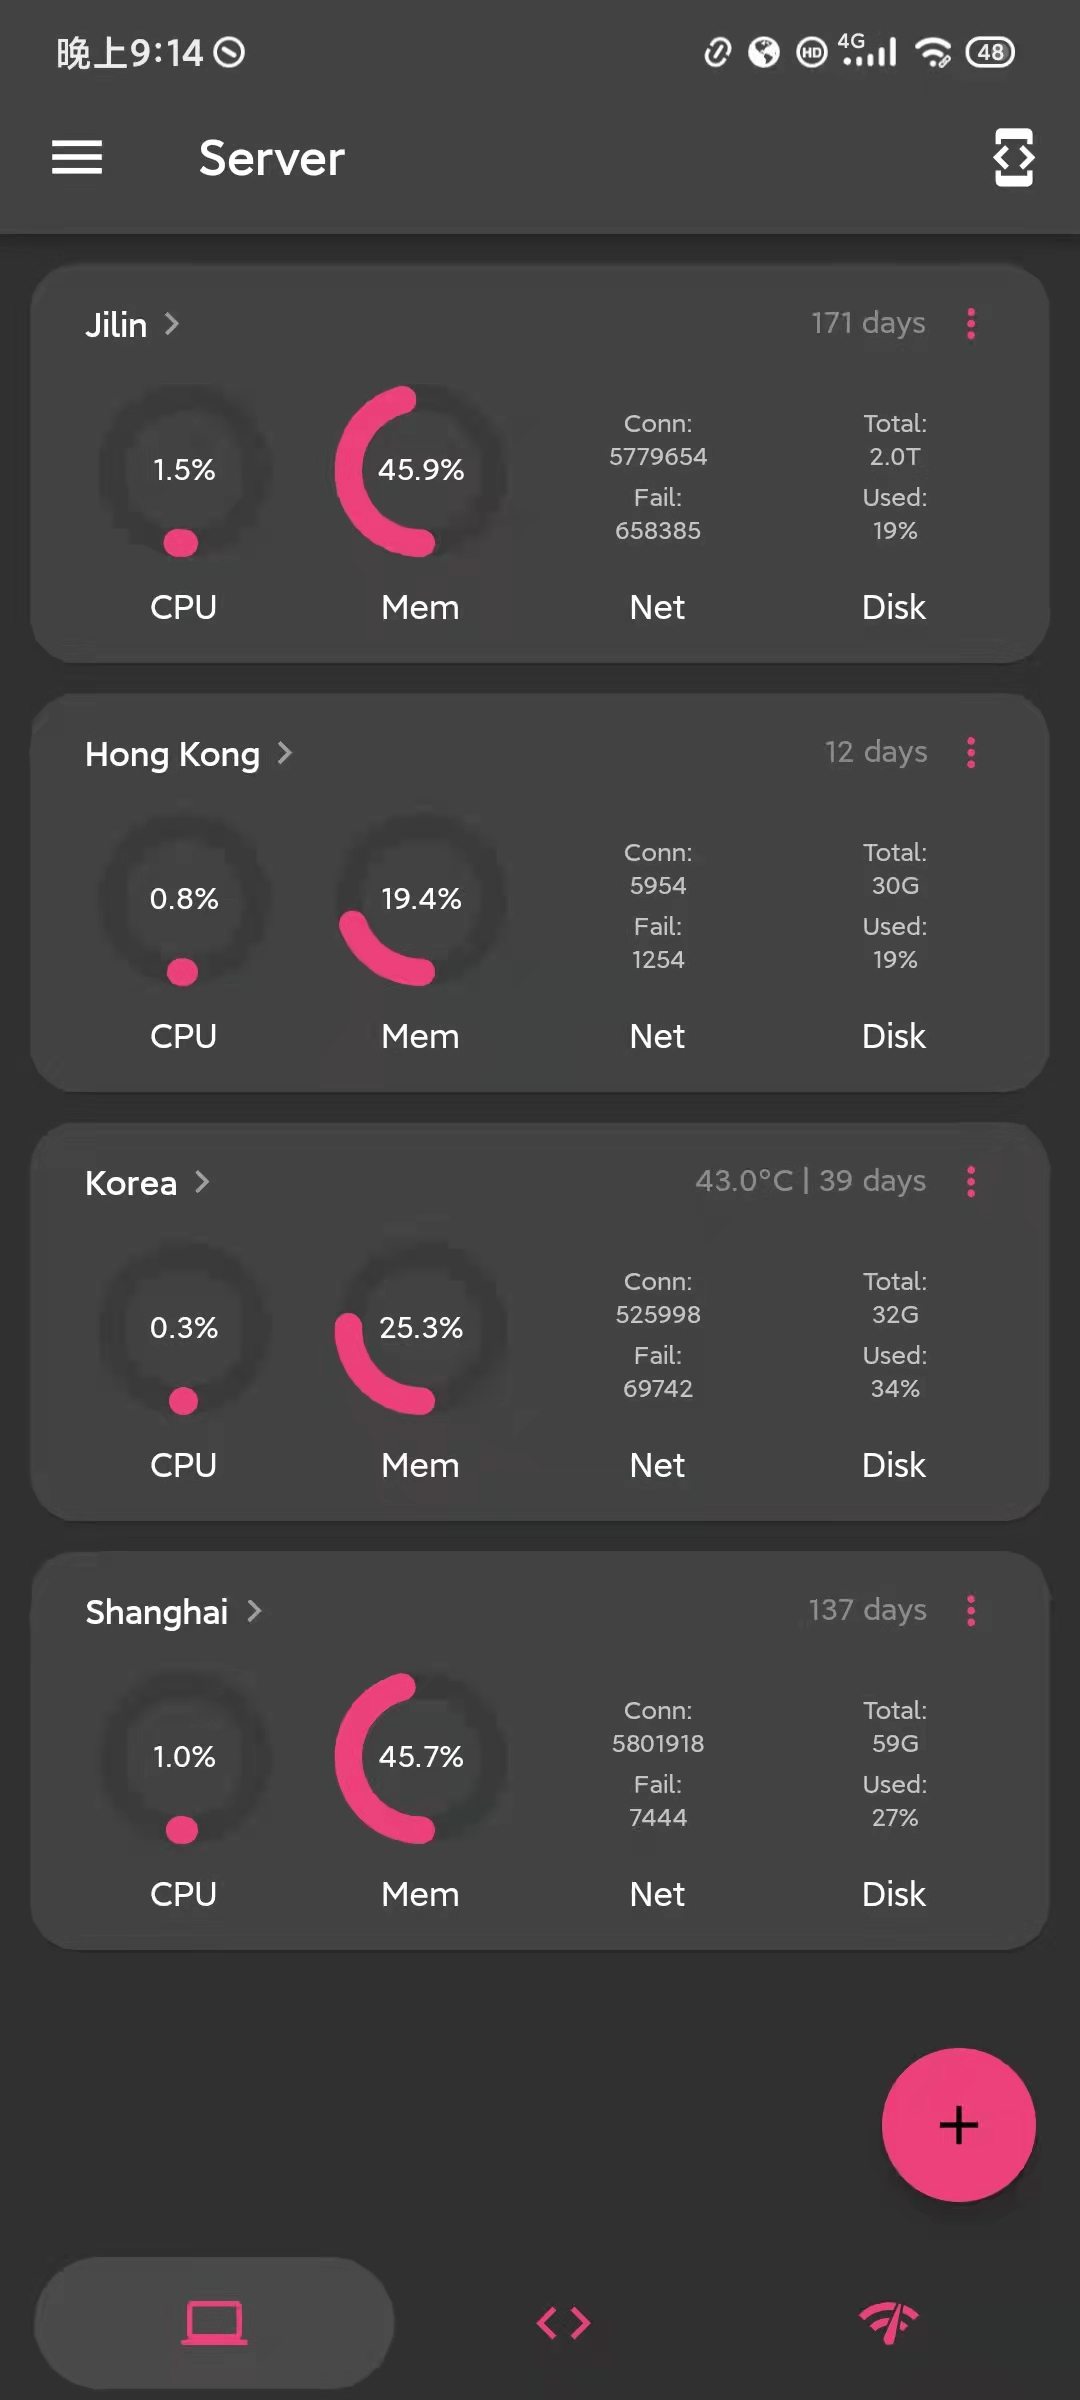 晚上9:14
HD
4G
48
Server
Jilin
171 days
1.5%
45.9%
Conn:
5779654
Fail:
658385
Total:
2.0T
Used:
19%
CPU
Mem
Net
Disk
Hong Kong
12 days
0.8%
19.4%
Conn:
5954
Fail:
1254
Total:
30G
Used:
19%
CPU
Mem
Net
Disk
Korea
43.0°C | 39 days
0.3%
25.3%
Conn:
525998
Fail:
69742
Total:
32G
Used:
34%
CPU
Mem
Net
Disk
Shanghai
137 days
1.0%
45.7%
Conn:
5801918
Fail:
7444
Total:
59G
Used:
27%
CPU
Mem
Net
Disk